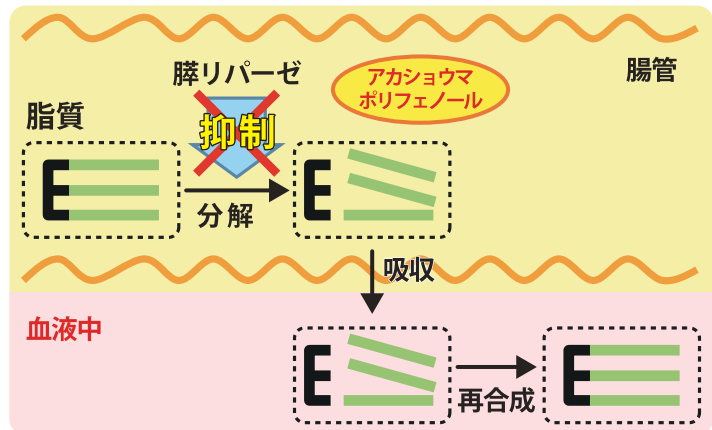 膵リパーゼ
アカショウマ
ポリフェノール
腸管
脂質
抑制
分解
吸収
血液中
再合成